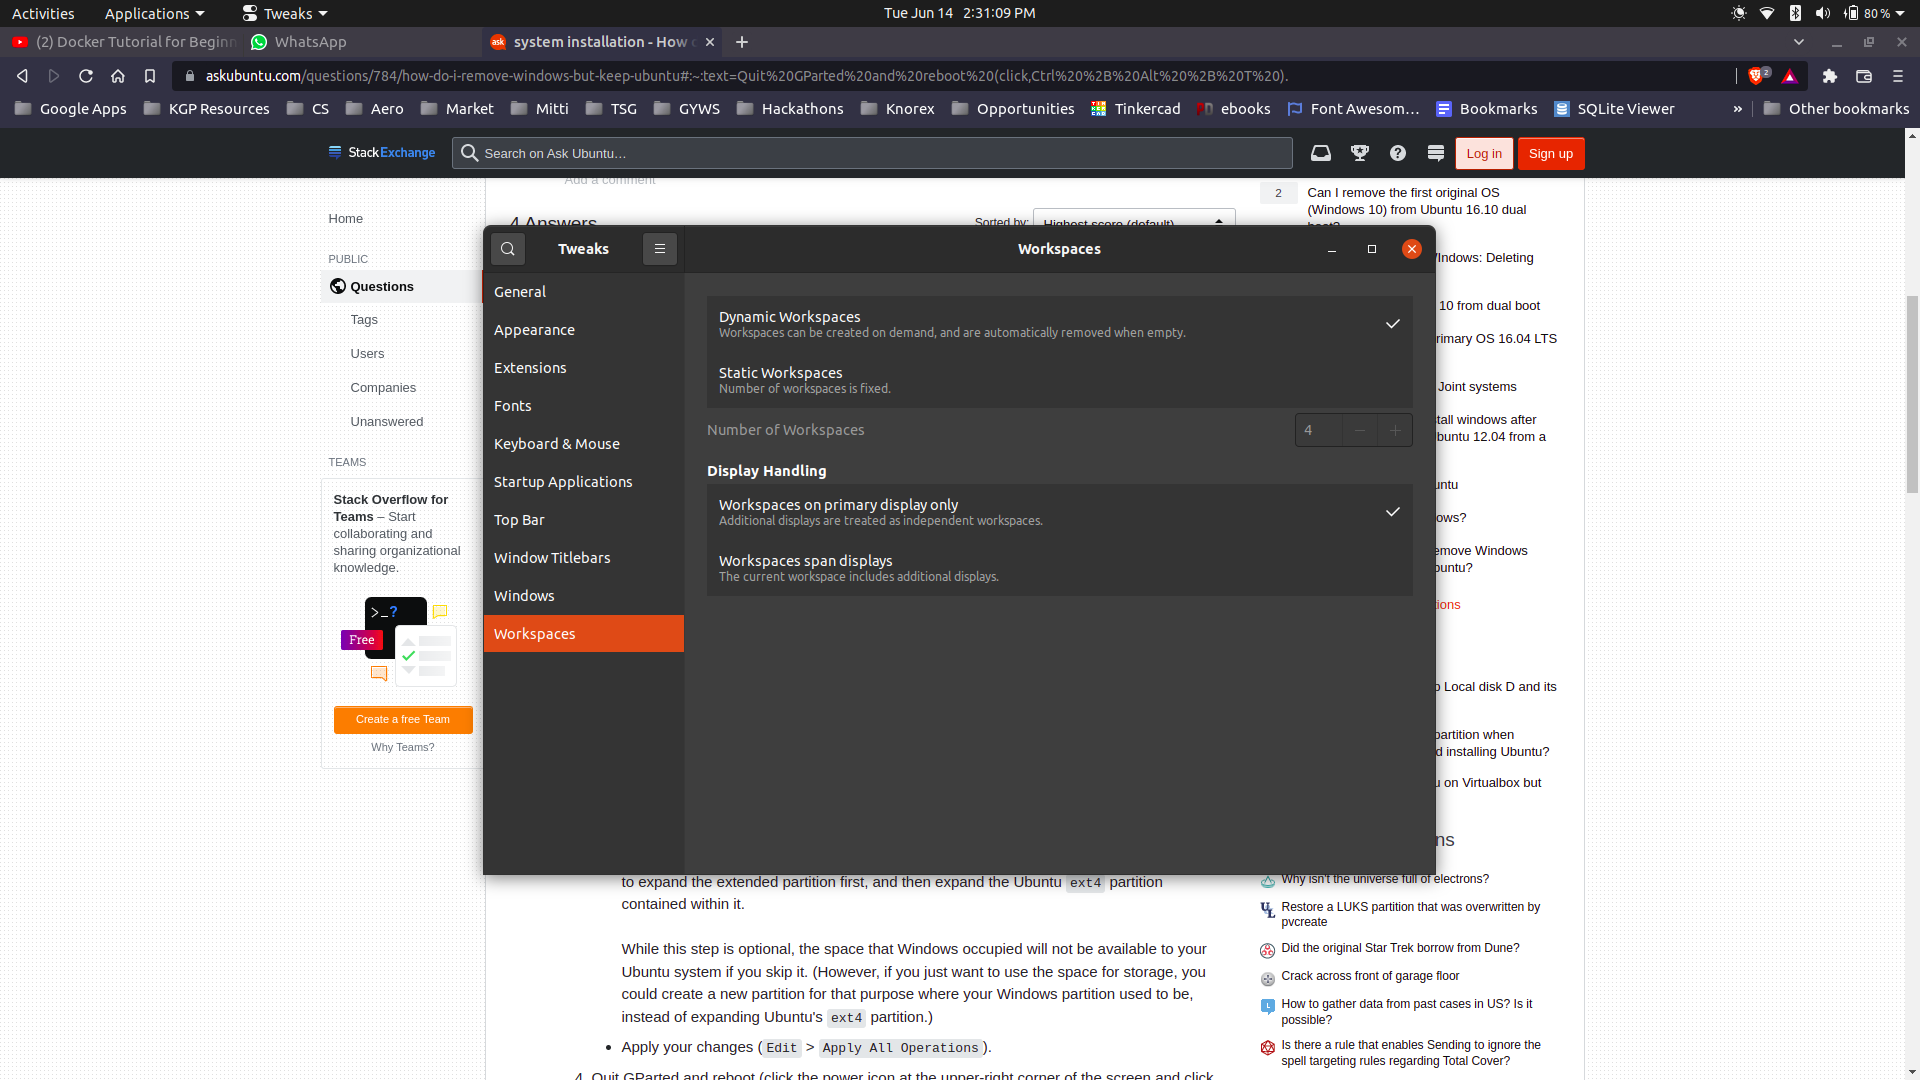 Activities Applications Tweaks Tue Jun 14 2:31:09 PM 80 %
(2) Docker Tutorial for Beginn WhatsApp system installation - How
askubuntu.com/questions/784/how-do-i-remove-windows-but-keep-ubuntu#:~:text=Quit%20GParted%20and%20reboot%20(click,Ctrl%20%2B%20Alt%20%2B%20T%20). 2
Google Apps KGP Resources CS Aero Market Mitti TSG GYWS Hackathons Knorex Opportunities Tinkercad ebooks Font Awesom… Bookmarks SQLite Viewer » Other bookmarks
StackExchange Search on Ask Ubuntu… Log in Sign up
Add a comment
4 Answers Sorted by: Highest score (default)
Home
PUBLIC
Questions
Tags
Users
Companies
Unanswered
TEAMS
Stack Overflow for
Teams – Start
collaborating and
sharing organizational
knowledge.
>_?
Free
Create a free Team
Why Teams?
Tweaks Workspaces
General
Appearance
Extensions
Fonts
Keyboard & Mouse
Startup Applications
Top Bar
Window Titlebars
Windows
Workspaces
Dynamic Workspaces
Workspaces can be created on demand, and are automatically removed when empty.
Static Workspaces
Number of workspaces is fixed.
Number of Workspaces 4 − +
Display Handling
Workspaces on primary display only
Additional displays are treated as independent workspaces.
Workspaces span displays
The current workspace includes additional displays.
to expand the extended partition first, and then expand the Ubuntu ext4 partition
contained within it.
While this step is optional, the space that Windows occupied will not be available to your
Ubuntu system if you skip it. (However, if you just want to use the space for storage, you
could create a new partition for that purpose where your Windows partition used to be,
instead of expanding Ubuntu's ext4 partition.)
• Apply your changes (Edit > Apply All Operations).
4. Quit GParted and reboot (click the power icon at the upper-right corner of the screen and click
2 Can I remove the first original OS
(Windows 10) from Ubuntu 16.10 dual
boot?
Windows: Deleting
10 from dual boot
rimary OS 16.04 LTS
Joint systems
tall windows after
buntu 12.04 from a
untu
ows?
emove Windows
buntu?
tions
o Local disk D and its
partition when
d installing Ubuntu?
u on Virtualbox but
ns
Why isn't the universe full of electrons?
Restore a LUKS partition that was overwritten by
pvcreate
Did the original Star Trek borrow from Dune?
Crack across front of garage floor
How to gather data from past cases in US? Is it
possible?
Is there a rule that enables Sending to ignore the
spell targeting rules regarding Total Cover?